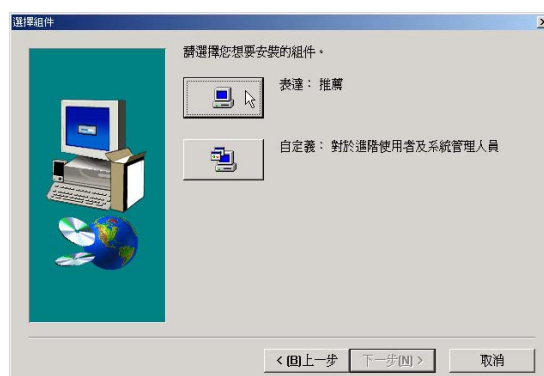 選擇組件
請選擇您想要安裝的組件。
表達： 推薦
自定義： 對於進階使用者及系統管理人員
< (B)上一步
下一步(N) >
取消